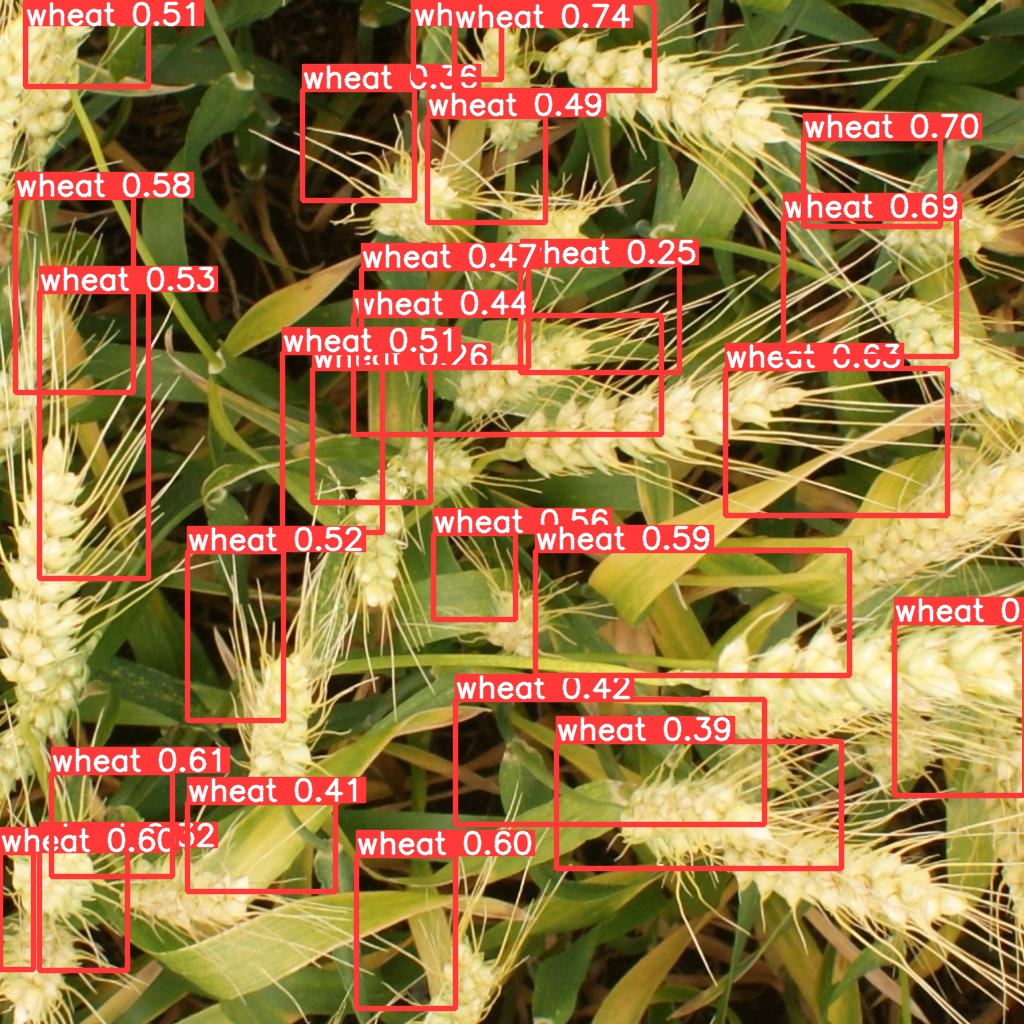 wheat 0.51
wheat 0.74
wheat 0.36
wheat 0.49
wheat 0.70
wheat 0.58
wheat 0.69
wheat 0.47
heat 0.25
wheat 0.53
wheat 0.44
wheat 0.51
wheat 0.26
wheat 0.63
wheat 0.56
wheat 0.52
wheat 0.59
wheat 0.
wheat 0.42
wheat 0.39
wheat 0.61
wheat 0.41
wheat 0.60
wheat 0.60